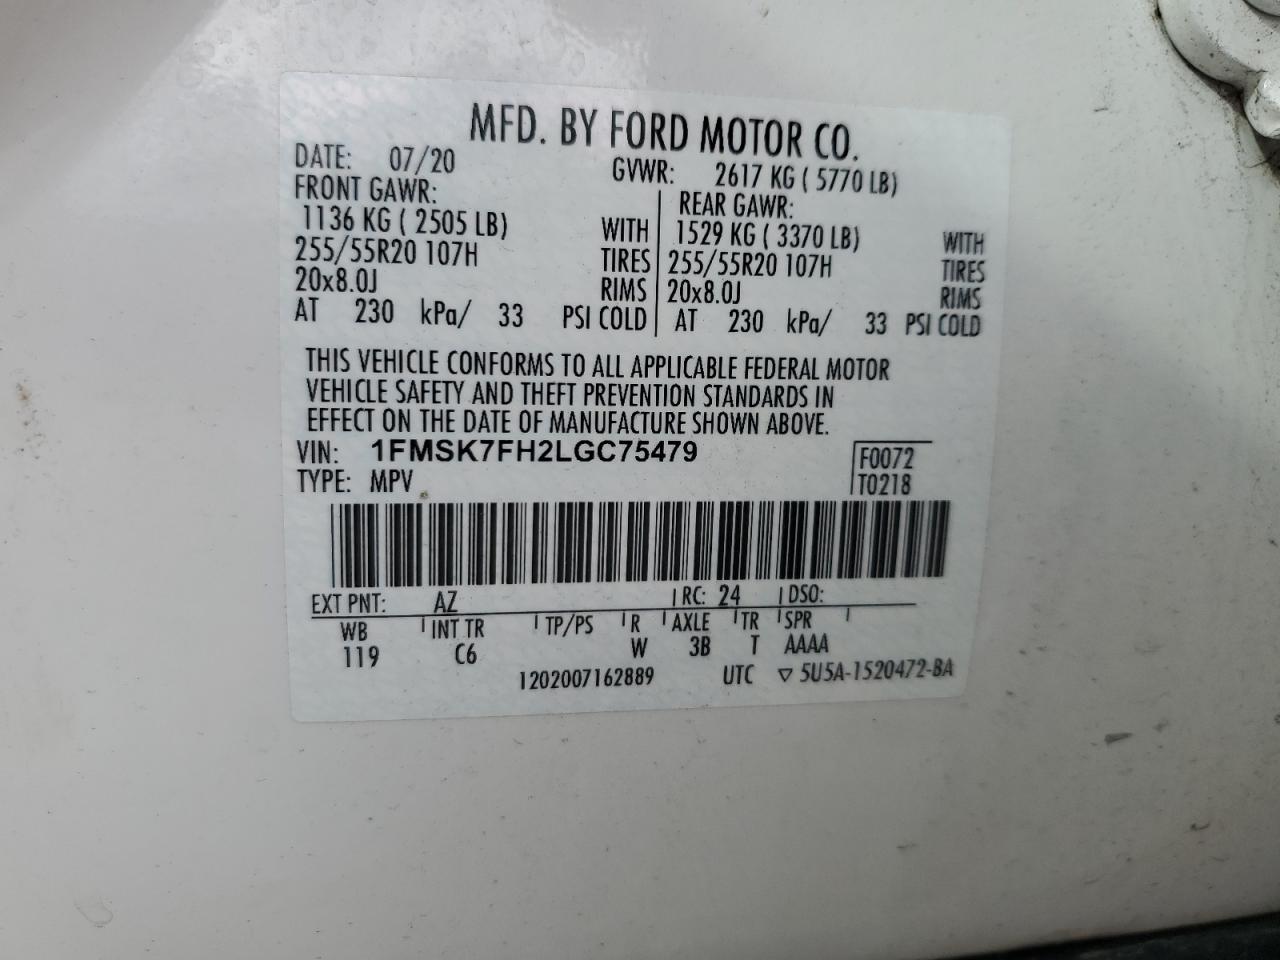 MFD. BY FORD MOTOR CO.
DATE: 07/20 GVWR: 2617 KG ( 5770 LB)
FRONT GAWR: REAR GAWR:
1136 KG ( 2505 LB) WITH 1529 KG ( 3370 LB) WITH
255/55R20 107H TIRES 255/55R20 107H TIRES
20x8.0J RIMS 20x8.0J RIMS
AT 230 kPa/ 33 PSI COLD AT 230 kPa/ 33 PSI COLD
THIS VEHICLE CONFORMS TO ALL APPLICABLE FEDERAL MOTOR
VEHICLE SAFETY AND THEFT PREVENTION STANDARDS IN
EFFECT ON THE DATE OF MANUFACTURE SHOWN ABOVE.
VIN: 1FMSK7FH2LGC75479 F0072
TYPE: MPV T0218
EXT PNT: AZ RC: 24 DSO:
WB INT TR TP/PS R AXLE TR SPR
119 C6 W 3B T AAAA
1202007162889 UTC ▽ 5U5A-1520472-BA